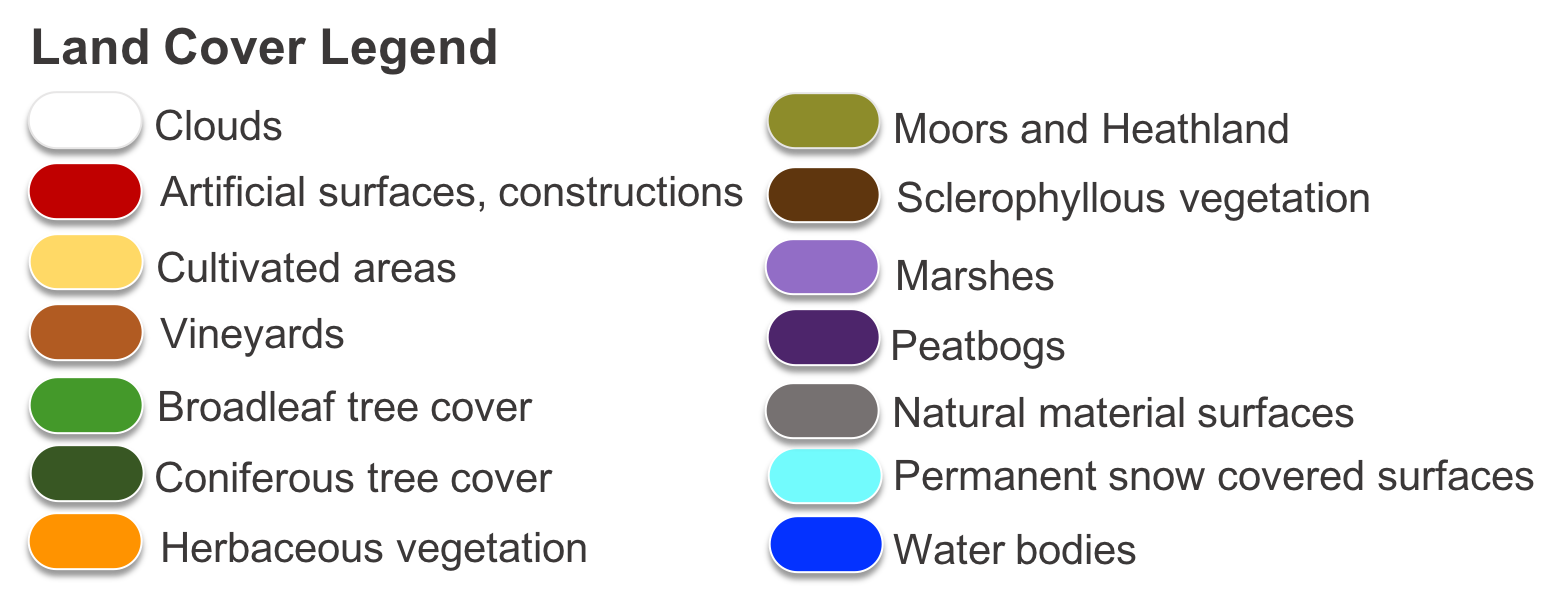 Land Cover Legend
Clouds
Artificial surfaces, constructions
Cultivated areas
Vineyards
Broadleaf tree cover
Coniferous tree cover
Herbaceous vegetation
Moors and Heathland
Sclerophyllous vegetation
Marshes
Peatbogs
Natural material surfaces
Permanent snow covered surfaces
Water bodies